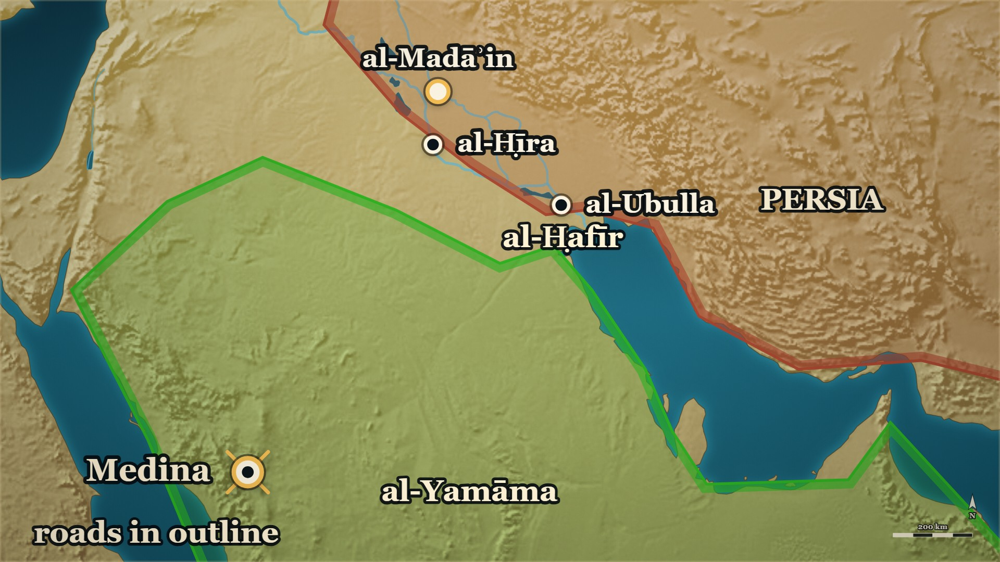 al-Madāʾin
al-Ḥīra
al-Ubulla
PERSIA
al-Ḥafīr
Medina
al-Yamāma
roads in outline
N
200 km